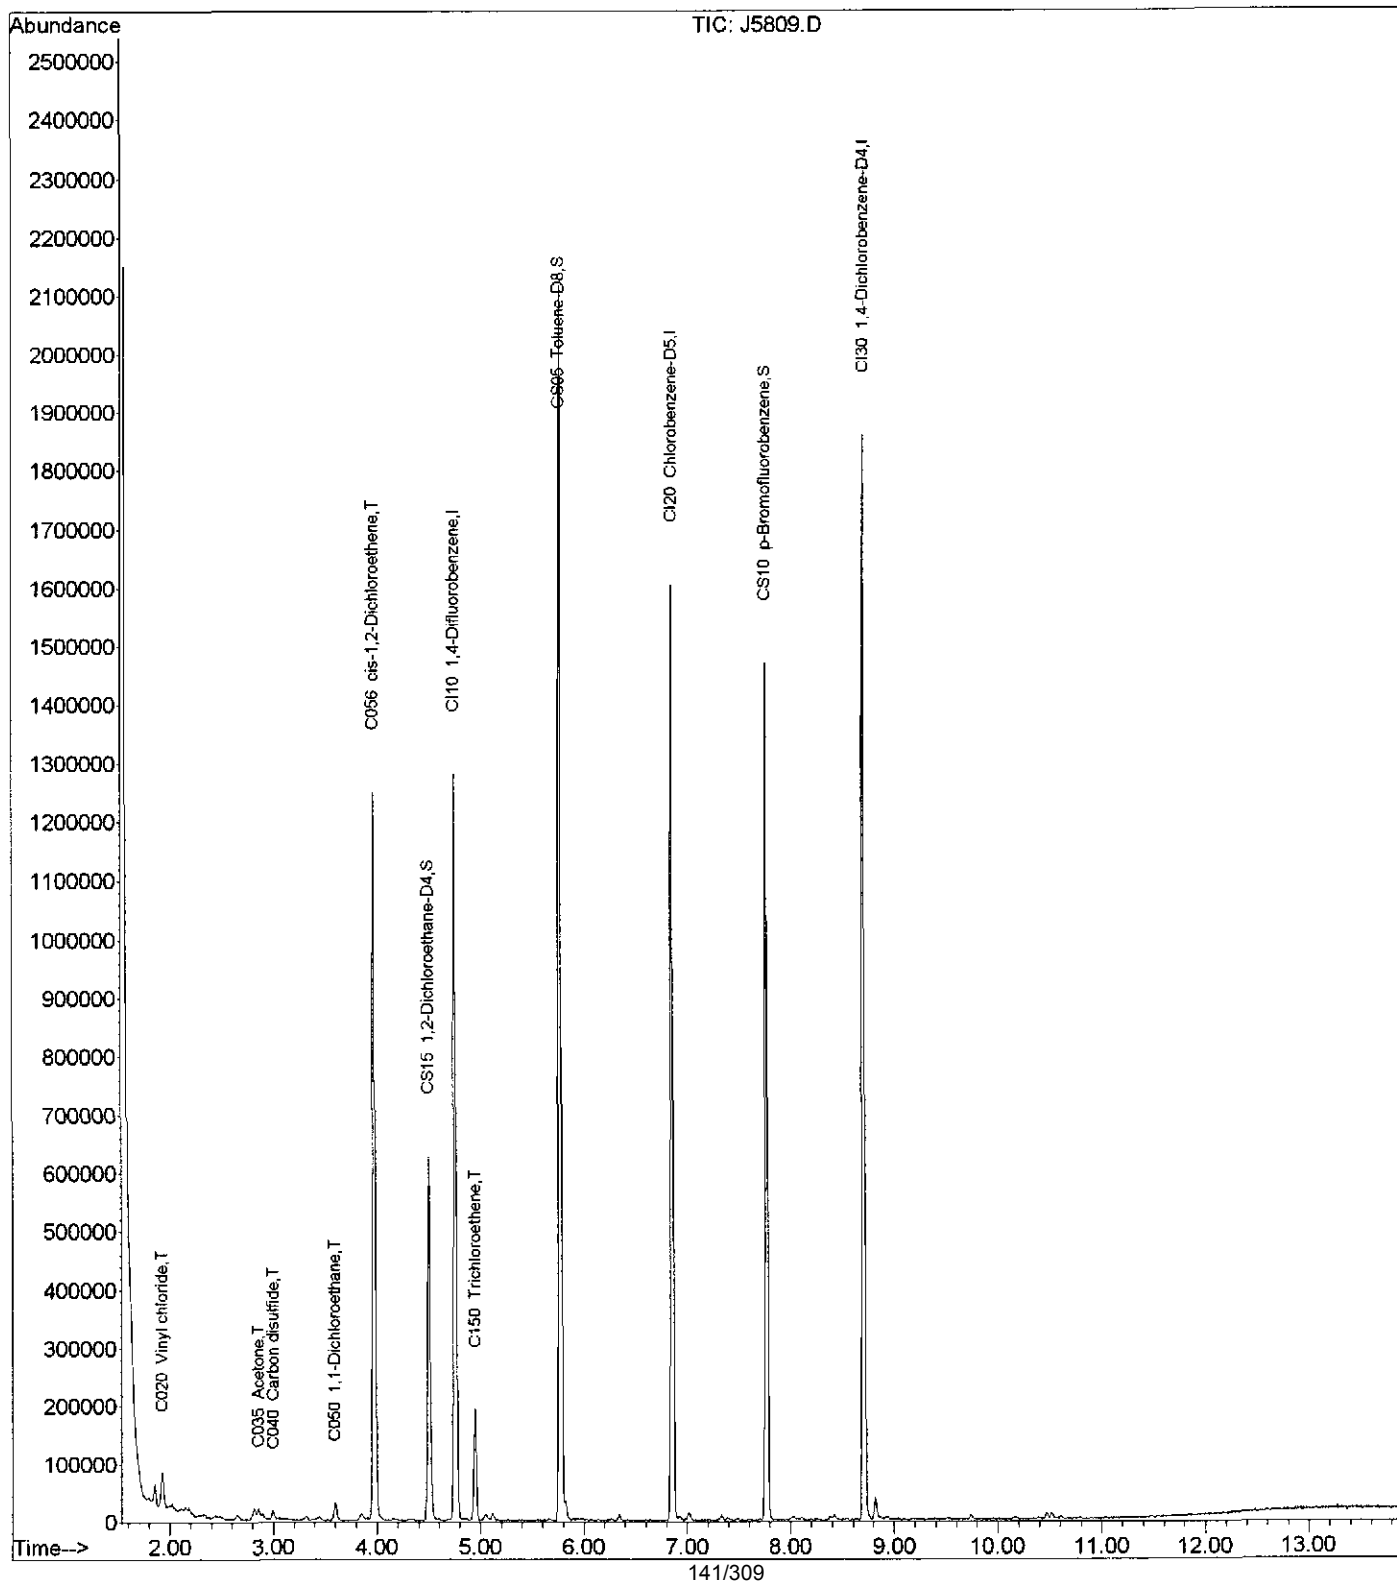 Abundance
TIC: J5809.D
2500000
2400000
2300000
2200000
2100000
2000000
1900000
1800000
1700000
1600000
1500000
1400000
1300000
1200000
1100000
1000000
900000
800000
700000
600000
500000
400000
300000
200000
100000
0
C020 Vinyl chloride,T
C035 Acetone,T
C040 Carbon disulfide,T
C050 1,1-Dichloroethane,T
C056 cis-1,2-Dichloroethene,T
CS15 1,2-Dichloroethane-D4,S
CI10 1,4-Difluorobenzene,I
C150 Trichloroethene,T
CS05 Toluene-D8,S
CI20 Chlorobenzene-D5,I
CS10 p-Bromofluorobenzene,S
CI30 1,4-Dichlorobenzene-D4,I
Time--> 2.00 3.00 4.00 5.00 6.00 7.00 8.00 9.00 10.00 11.00 12.00 13.00
141/309